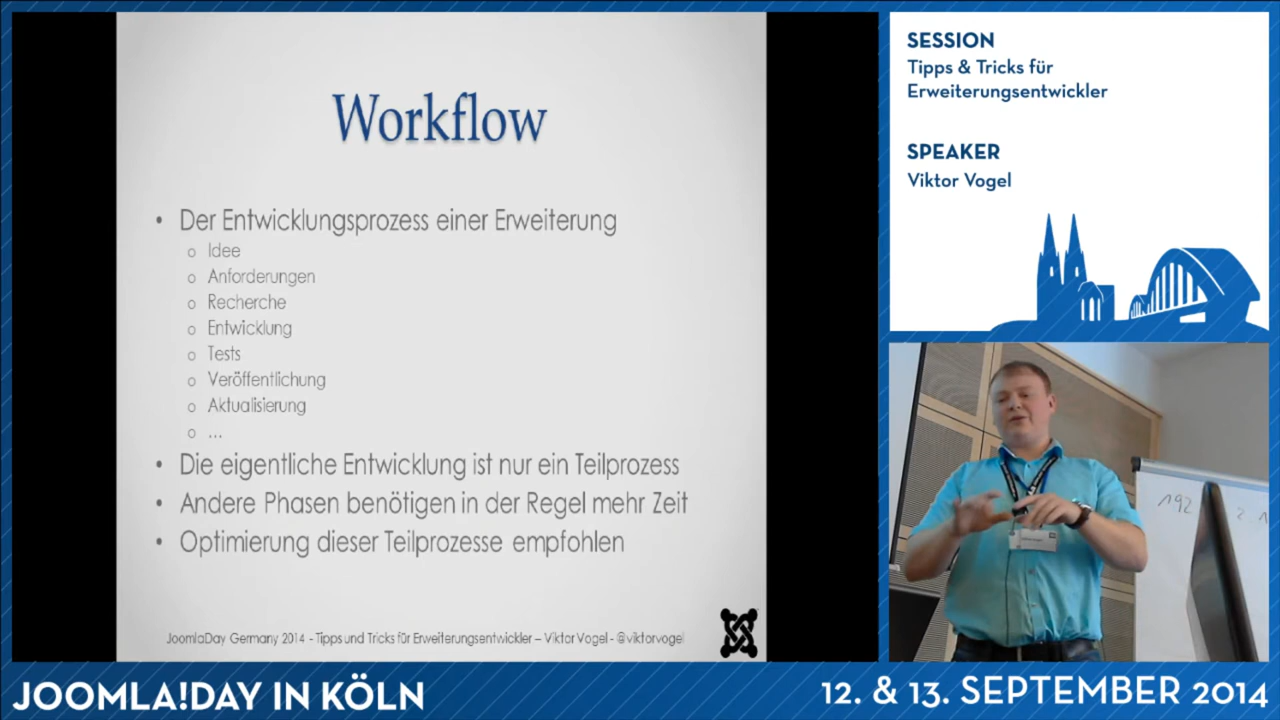 Workflow
• Der Entwicklungsprozess einer Erweiterung
o Idee
o Anforderungen
o Recherche
o Entwicklung
o Tests
o Veröffentlichung
o Aktualisierung
o ...
• Die eigentliche Entwicklung ist nur ein Teilprozess
• Andere Phasen benötigen in der Regel mehr Zeit
• Optimierung dieser Teilprozesse empfohlen
JoomlaDay Germany 2014 - Tipps und Tricks für Erweiterungsentwickler – Viktor Vogel - @viktorvogel
SESSION
Tipps & Tricks für
Erweiterungsentwickler
SPEAKER
Viktor Vogel
192
JOOMLA!DAY IN KÖLN
12. & 13. SEPTEMBER 2014